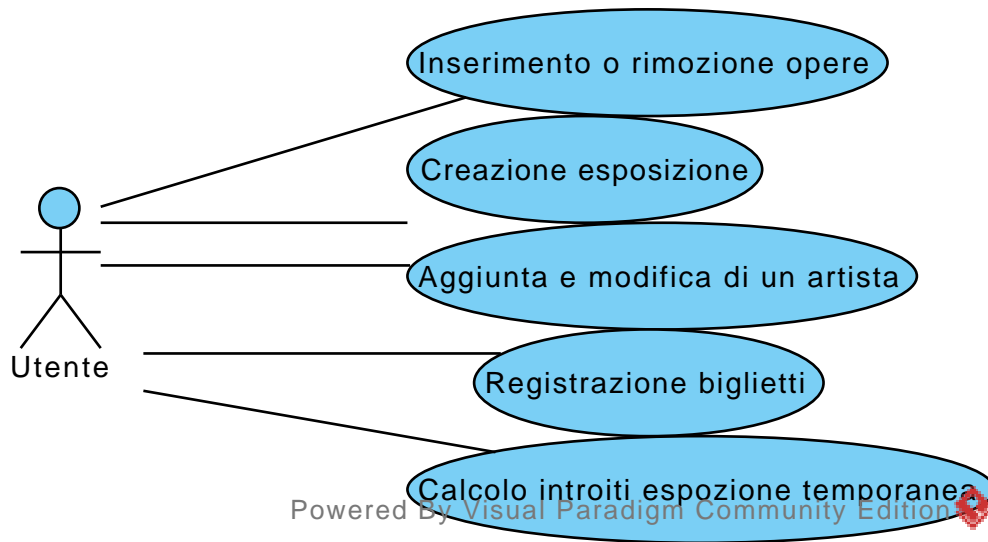 Inserimento o rimozione opere
Creazione esposizione
Aggiunta e modifica di un artista
Utente
Registrazione biglietti
Calcolo introiti espozione temporanea
Powered By Visual Paradigm Community Edition